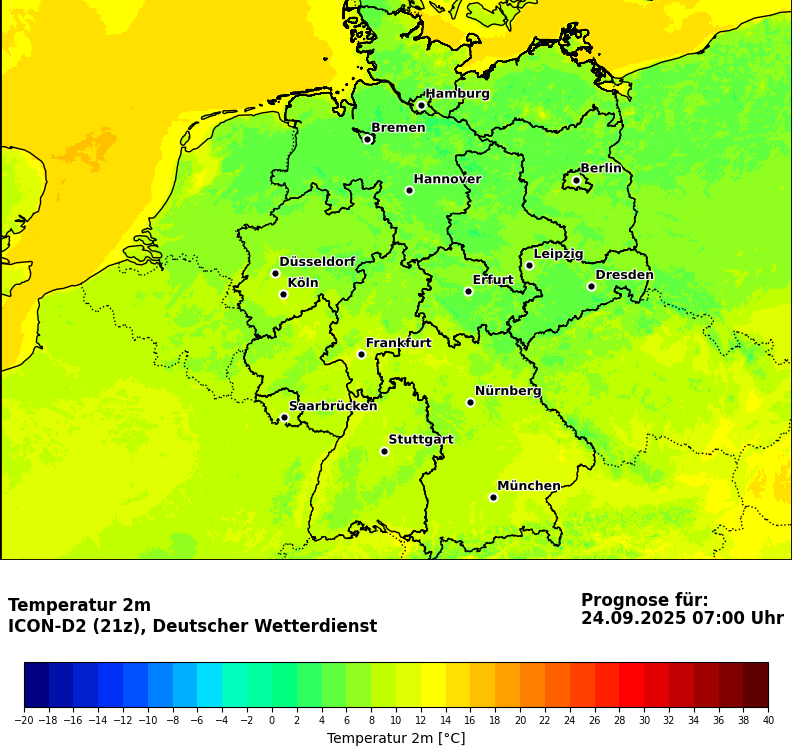 Hamburg
Bremen
Berlin
Hannover
Leipzig
Düsseldorf
Dresden
Köln
Erfurt
Frankfurt
Nürnberg
Saarbrücken
Stuttgart
München
Temperatur 2m
ICON-D2 (21z), Deutscher Wetterdienst
Prognose für:
24.09.2025 07:00 Uhr
−20 −18 −16 −14 −12 −10 −8 −6 −4 −2 0 2 4 6 8 10 12 14 16 18 20 22 24 26 28 30 32 34 36 38 40
Temperatur 2m [°C]